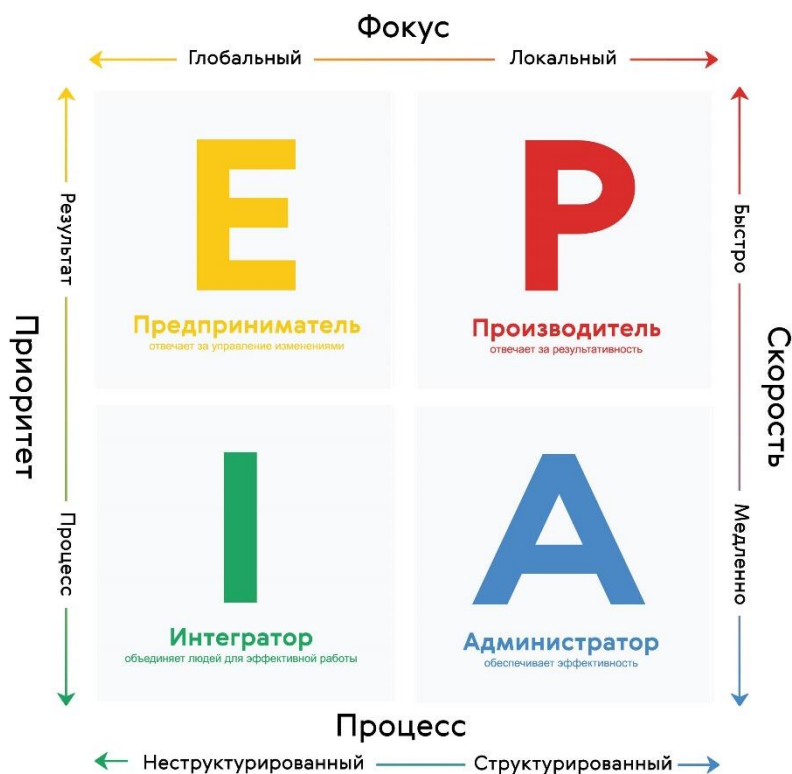 Фокус
Глобальный
Локальный
Результат
Быстро
E
P
Предприниматель
отвечает за управление изменениями
Производитель
отвечает за результативность
Приоритет
Скорость
Процесс
Медленно
I
A
Интегратор
объединяет людей для эффективной работы
Администратор
обеспечивает эффективность
Процесс
Неструктурированный
Структурированный